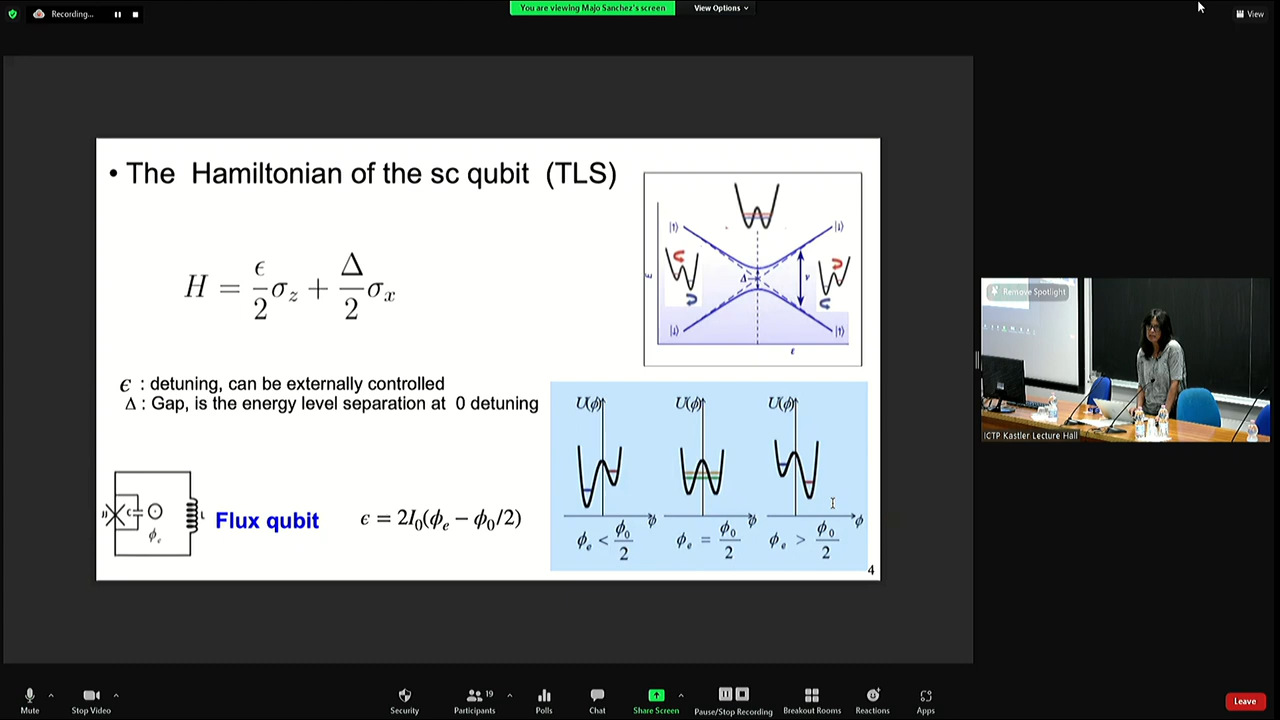 Recording...
You are viewing Majo Sanchez's screen
View Options
View
• The Hamiltonian of the sc qubit (TLS)
H = ϵ/2 σz + Δ/2 σx
|↑⟩
|↓⟩
Δ
ν
E
|↓⟩
|↑⟩
ε
ϵ : detuning, can be externally controlled
Δ : Gap, is the energy level separation at 0 detuning
U(ϕ)
U(ϕ)
U(ϕ)
ϕ
ϕ
ϕ
ϕe < ϕ0/2
ϕe = ϕ0/2
ϕe > ϕ0/2
C
L
ϕe
Flux qubit
ϵ = 2I0(ϕe − ϕ0/2)
4
Remove Spotlight
ICTP Kastler Lecture Hall
Mute
Stop Video
Security
Participants
19
Polls
Chat
Share Screen
Pause/Stop Recording
Breakout Rooms
Reactions
Apps
Leave